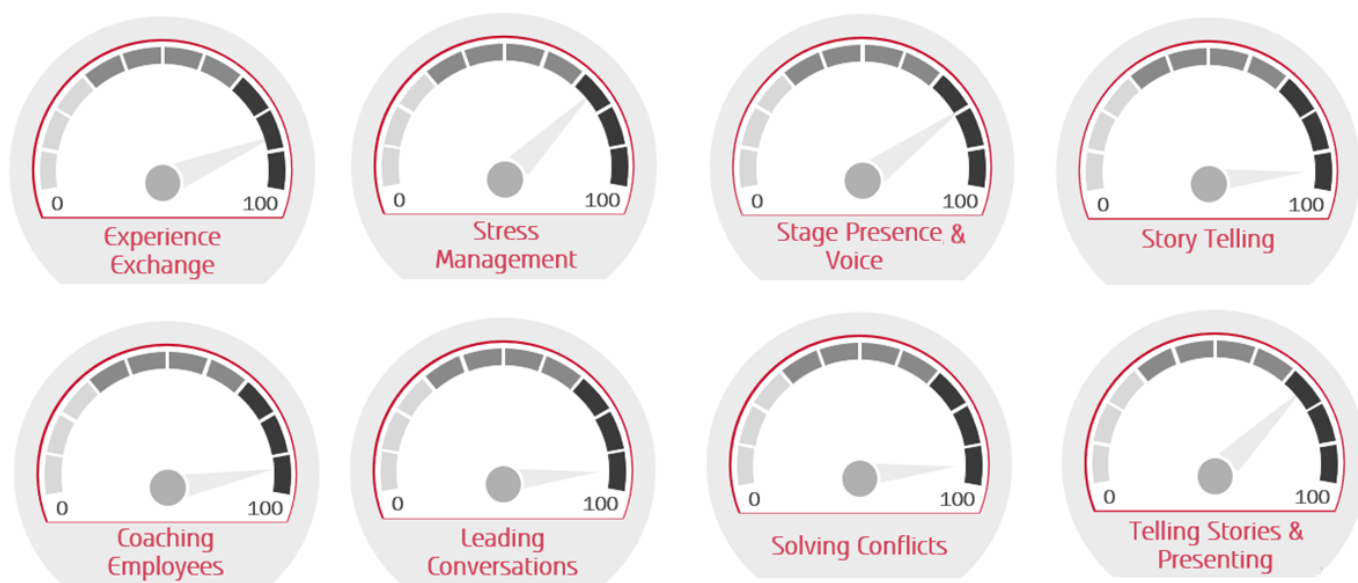 0 100
Experience
Exchange
0 100
Stress
Management
0 100
Stage Presence &
Voice
0 100
Story Telling
0 100
Coaching
Employees
0 100
Leading
Conversations
0 100
Solving Conflicts
0 100
Telling Stories &
Presenting